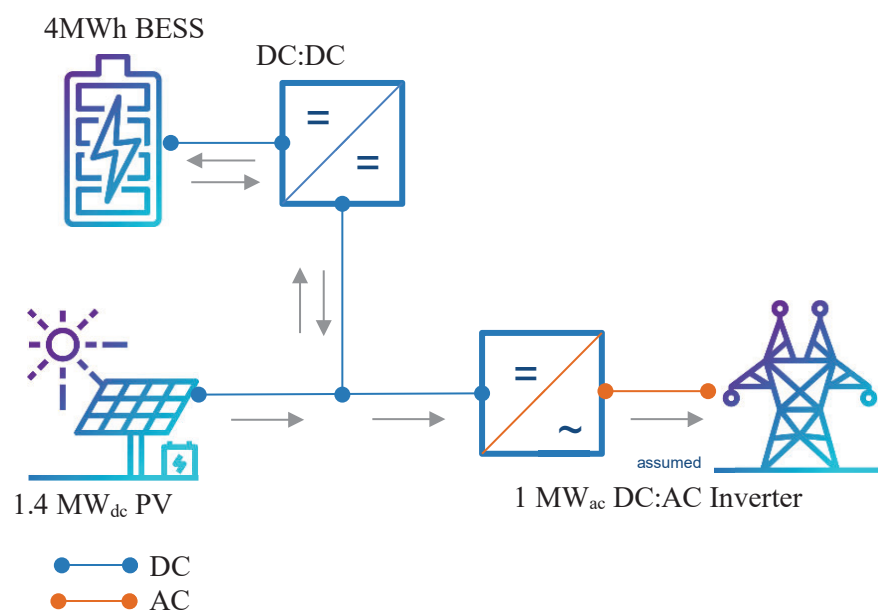 4MWh BESS
DC:DC
=
=
=
~
assumed
1.4 MWdc PV
1 MWac DC:AC Inverter
DC
AC